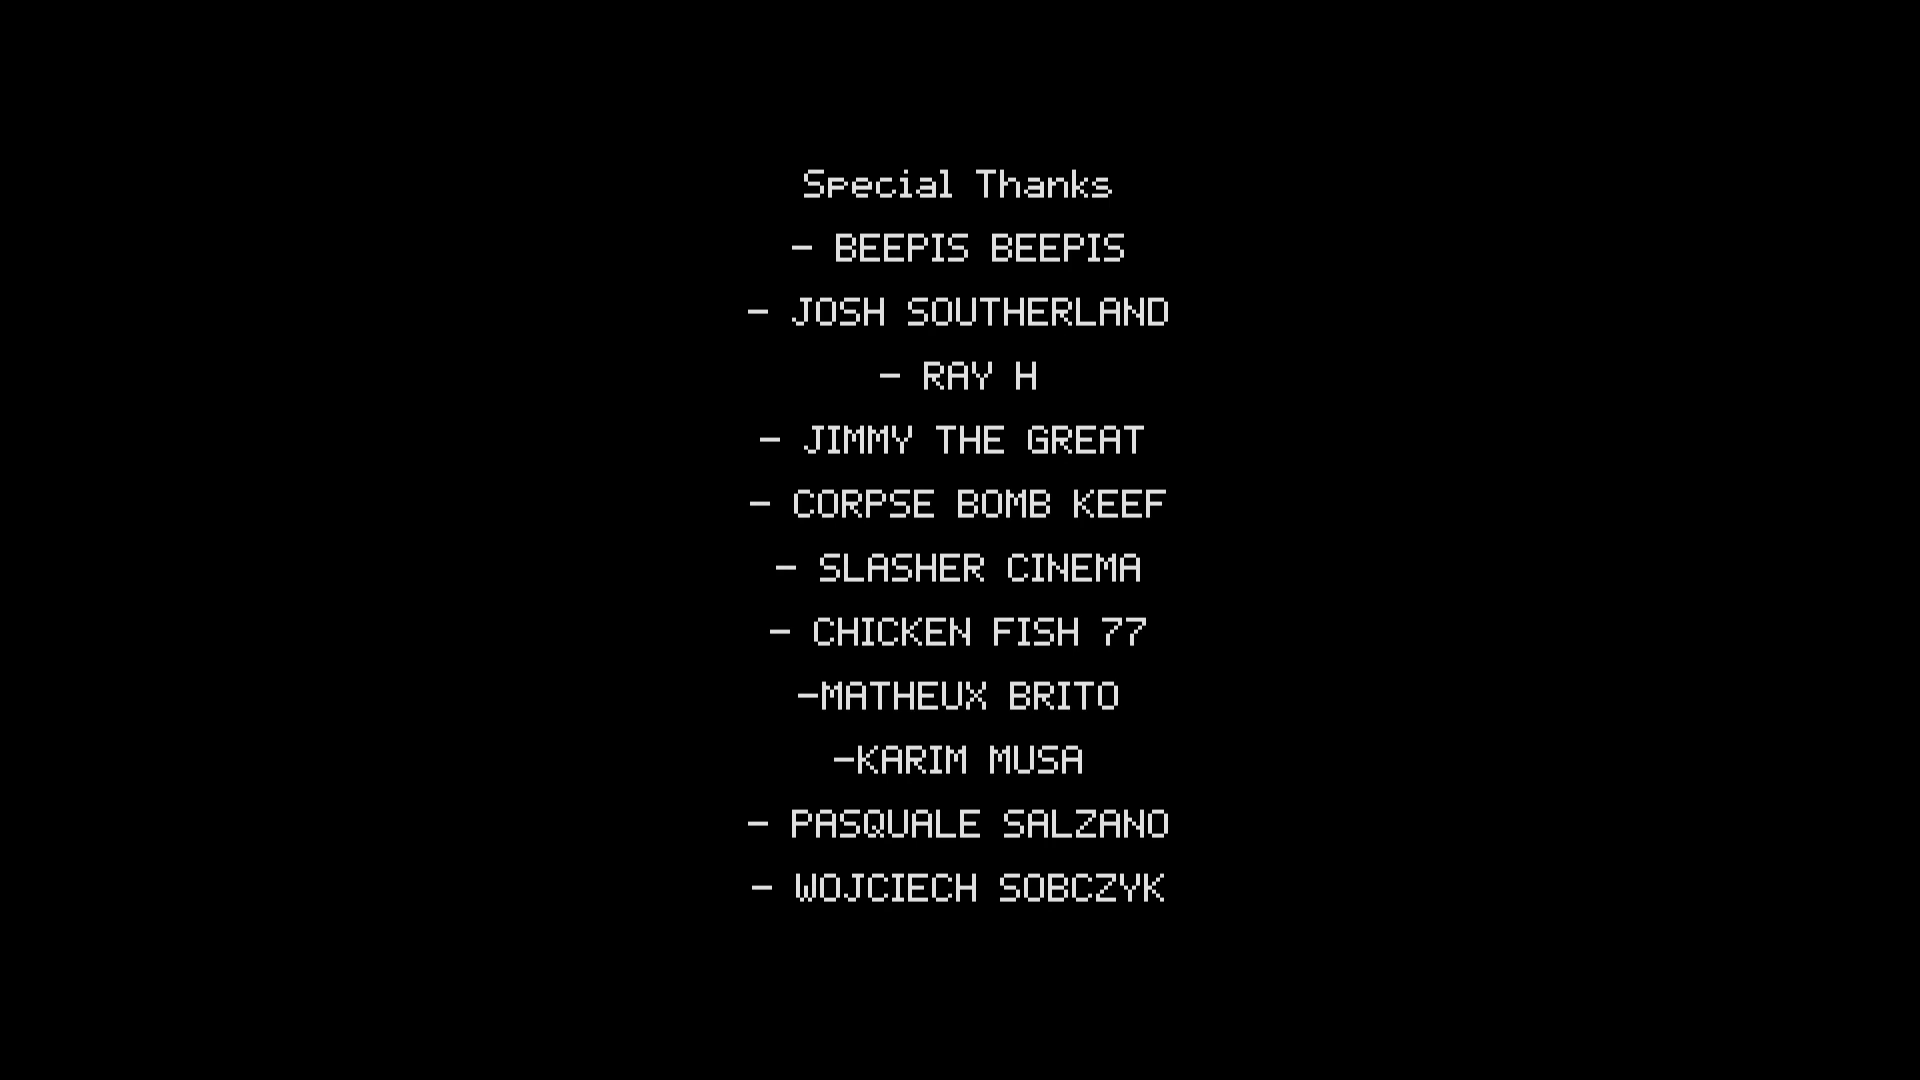 Special Thanks
- BEEPIS BEEPIS
- JOSH SOUTHERLAND
- RAY H
- JIMMY THE GREAT
- CORPSE BOMB KEEF
- SLASHER CINEMA
- CHICKEN FISH 77
-MATHEUX BRITO
-KARIM MUSA
- PASQUALE SALZANO
- WOJCIECH SOBCZYK